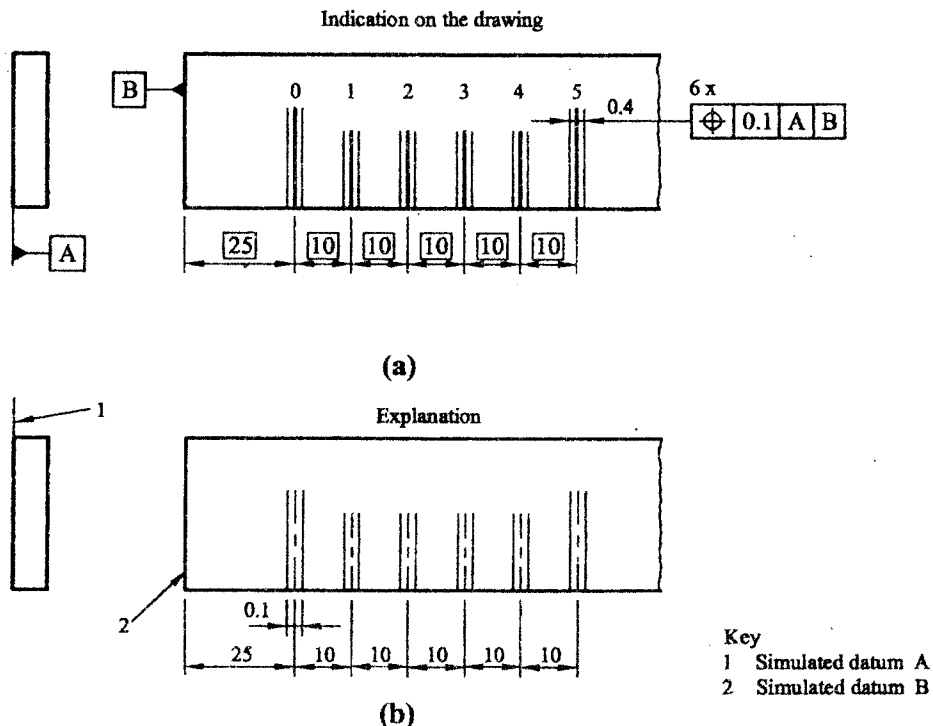 Indication on the drawing
B
0 1 2 3 4 5
0.4
6 x
⌖ 0.1 A B
A
25 10 10 10 10 10
(a)
1
Explanation
2
0.1
25 10 10 10 10 10
Key
1 Simulated datum A
2 Simulated datum B
(b)